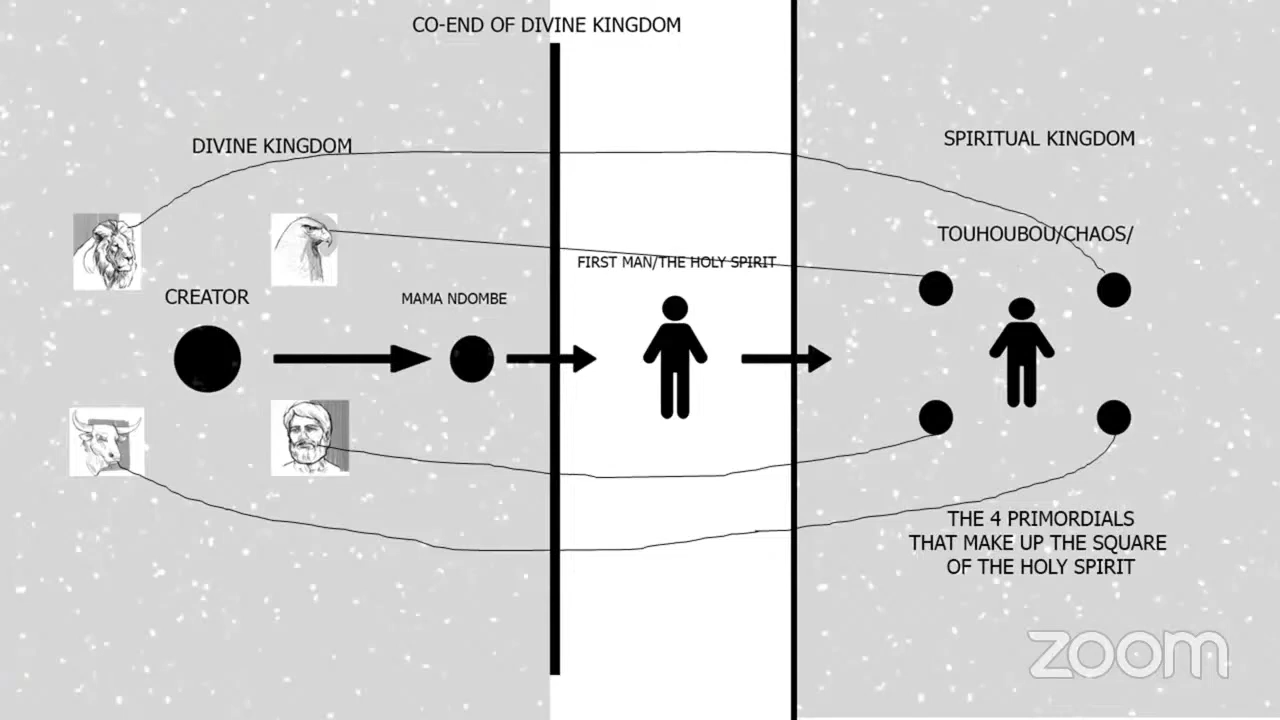 CO-END OF DIVINE KINGDOM
DIVINE KINGDOM
SPIRITUAL KINGDOM
TOUHOUBOU/CHAOS/
FIRST MAN/THE HOLY SPIRIT
CREATOR
MAMA NDOMBE
THE 4 PRIMORDIALS
THAT MAKE UP THE SQUARE
OF THE HOLY SPIRIT
zoom